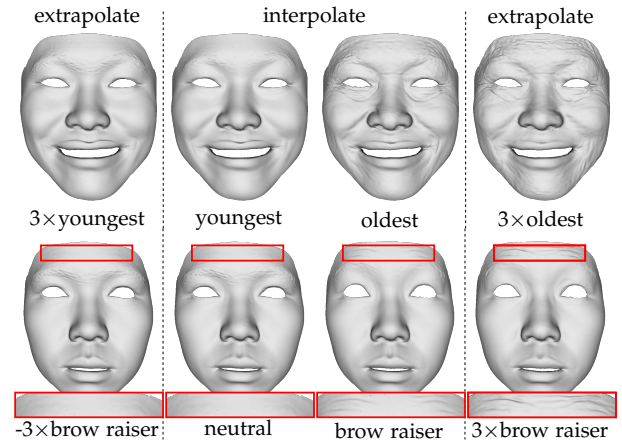 extrapolate interpolate extrapolate
3×youngest youngest oldest 3×oldest
-3×brow raiser neutral brow raiser 3×brow raiser